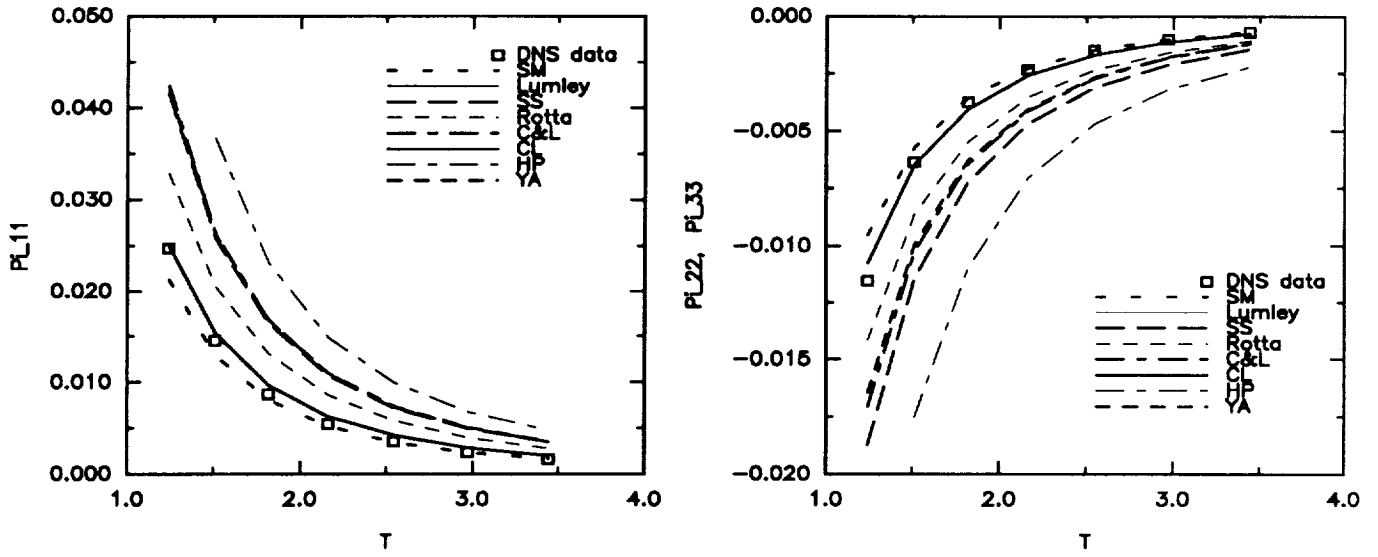 0.050
0.040
0.030
0.020
0.010
0.000
1.0
2.0
3.0
4.0
Pi_11
T
DNS data
SM
Lumley
SS
Rotta
C&L
CL
HP
YA
0.000
−0.005
−0.010
−0.015
−0.020
1.0
2.0
3.0
4.0
Pi_22, Pi_33
T
DNS data
SM
Lumley
SS
Rotta
C&L
CL
HP
YA